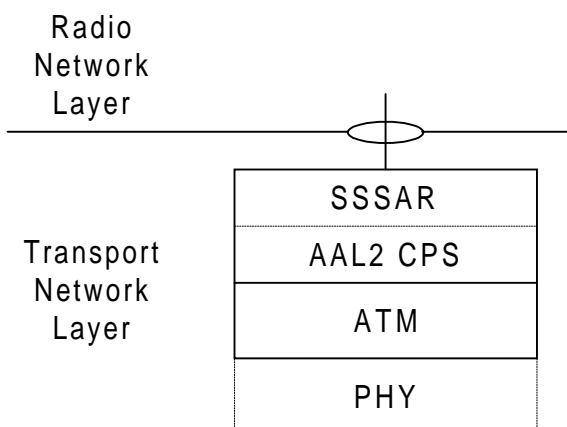 Radio
Network
Layer
SSSAR
AAL2 CPS
Transport
Network
Layer
ATM
PHY